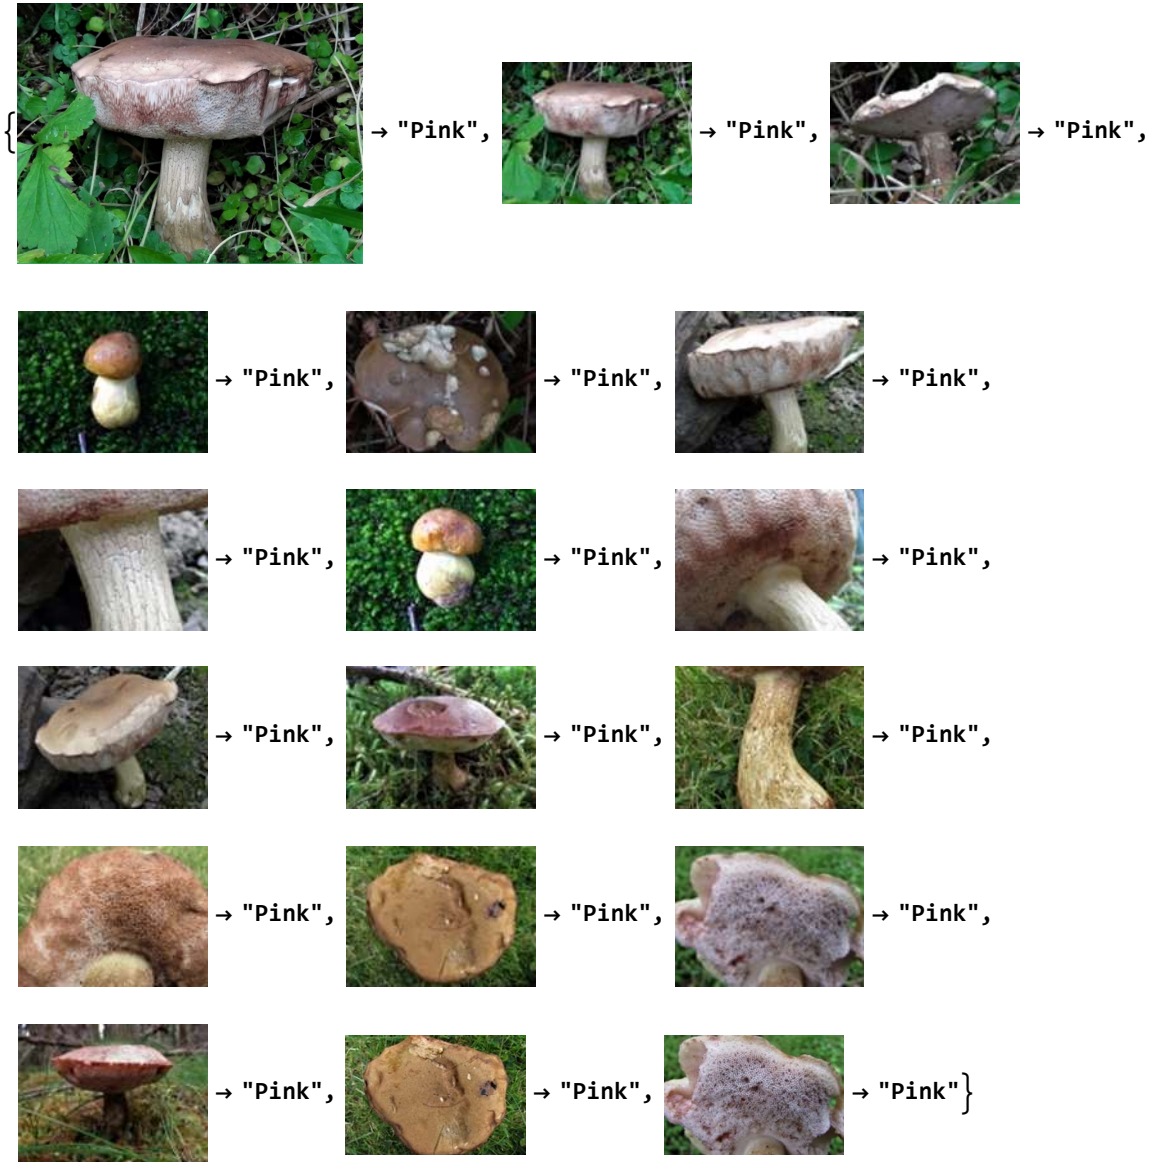 { → "Pink", → "Pink", → "Pink",
→ "Pink", → "Pink", → "Pink",
→ "Pink", → "Pink", → "Pink",
→ "Pink", → "Pink", → "Pink",
→ "Pink", → "Pink", → "Pink",
→ "Pink", → "Pink", → "Pink"}